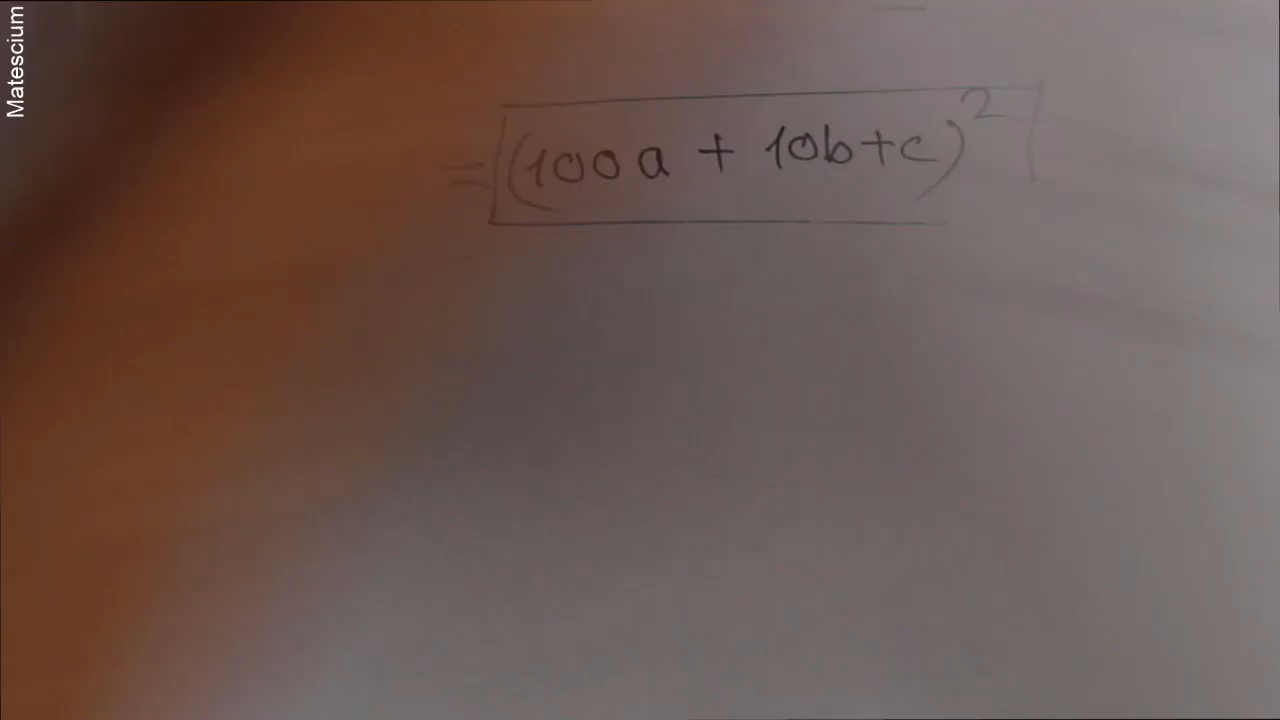 Matescium
= (100a + 10b+c)²